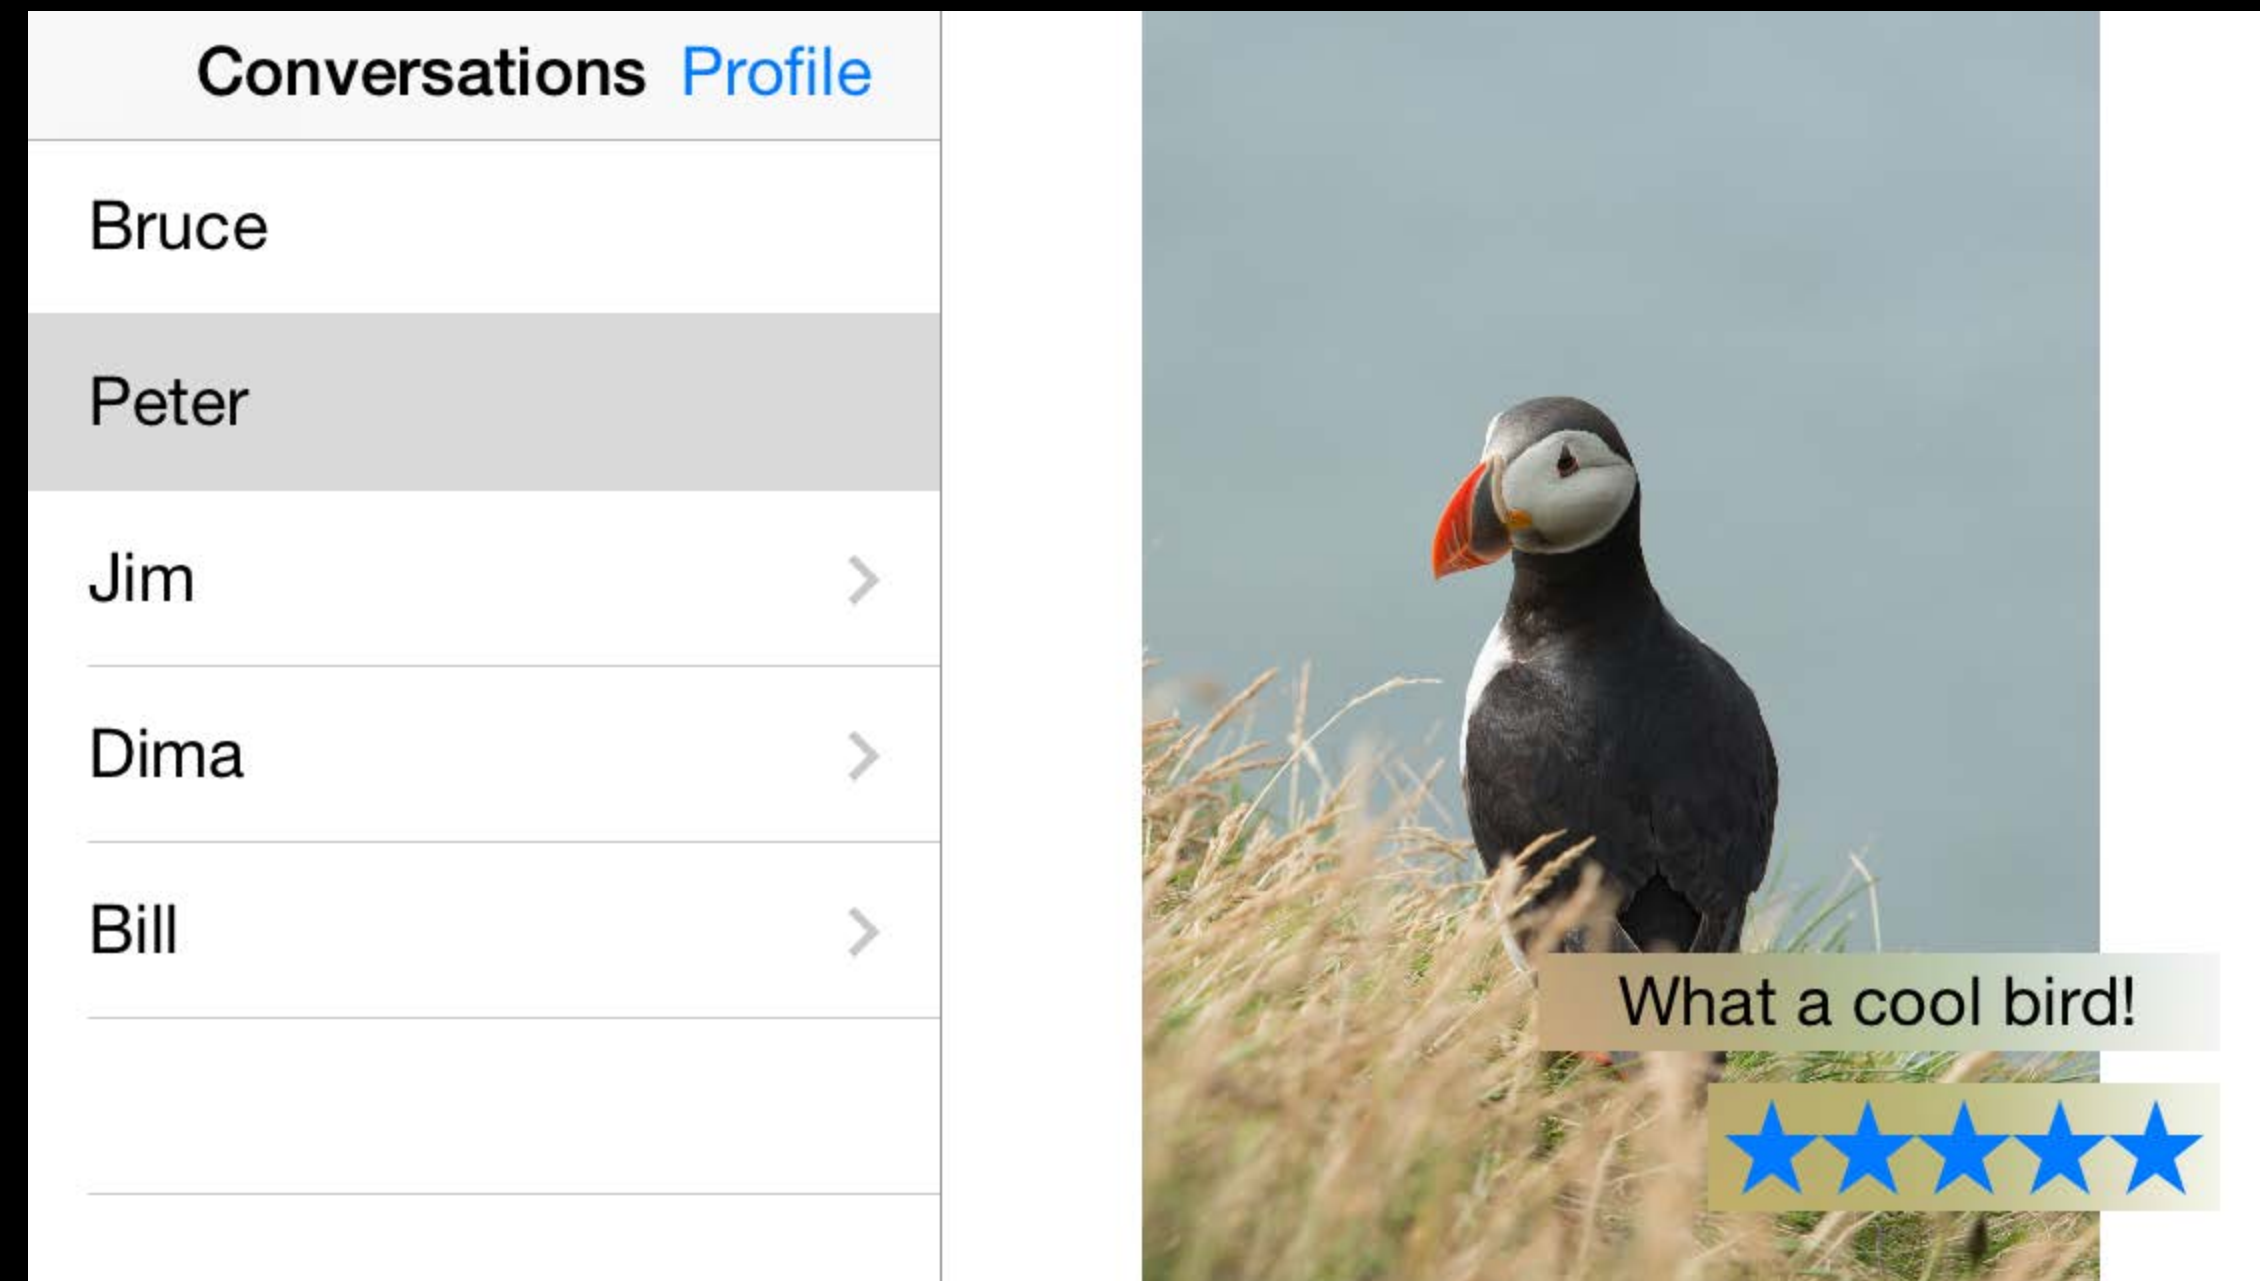 Conversations Profile
Bruce
Peter
Jim
Dima
Bill
What a cool bird!